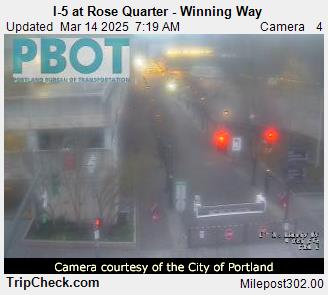 I-5 at Rose Quarter - Winning Way
Updated Mar 14 2025 7:19 AM Camera 4
PBOT
PORTLAND BUREAU OF TRANSPORTATION
Camera courtesy of the City of Portland
TripCheck.com Milepost302.00